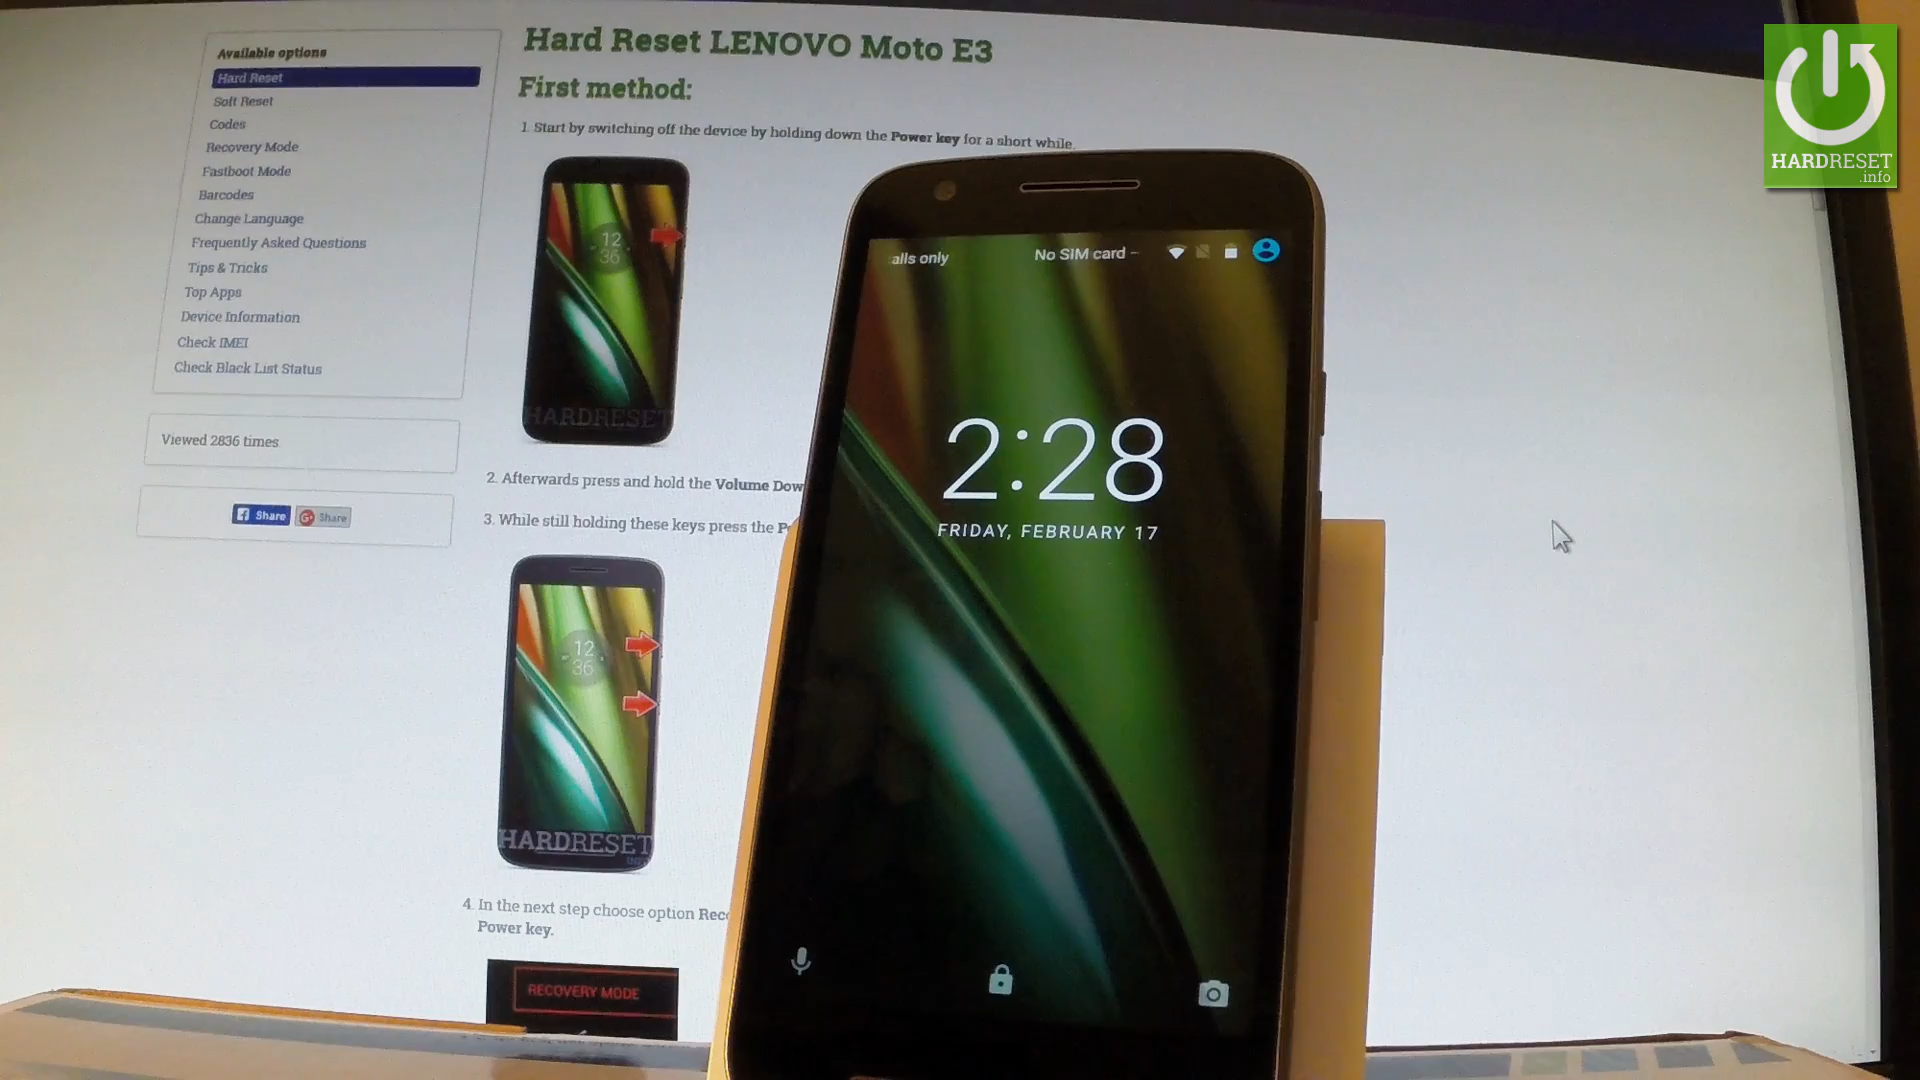 Available options
Hard Reset
Soft Reset
Codes
Recovery Mode
Fastboot Mode
Barcodes
Change Language
Frequently Asked Questions
Tips & Tricks
Top Apps
Device Information
Check IMEI
Check Black List Status
Viewed 2836 times
Share
Share
Hard Reset LENOVO Moto E3
First method:
1. Start by switching off the device by holding down the Power key for a short while.
12
36
HARDRESET
2. Afterwards press and hold the Volume Dow
3. While still holding these keys press the P
12
36
HARDRESET
4. In the next step choose option Rec
Power key.
RECOVERY MODE
alls only
No SIM card –
2:28
FRIDAY, FEBRUARY 17
HARDRESET
.info